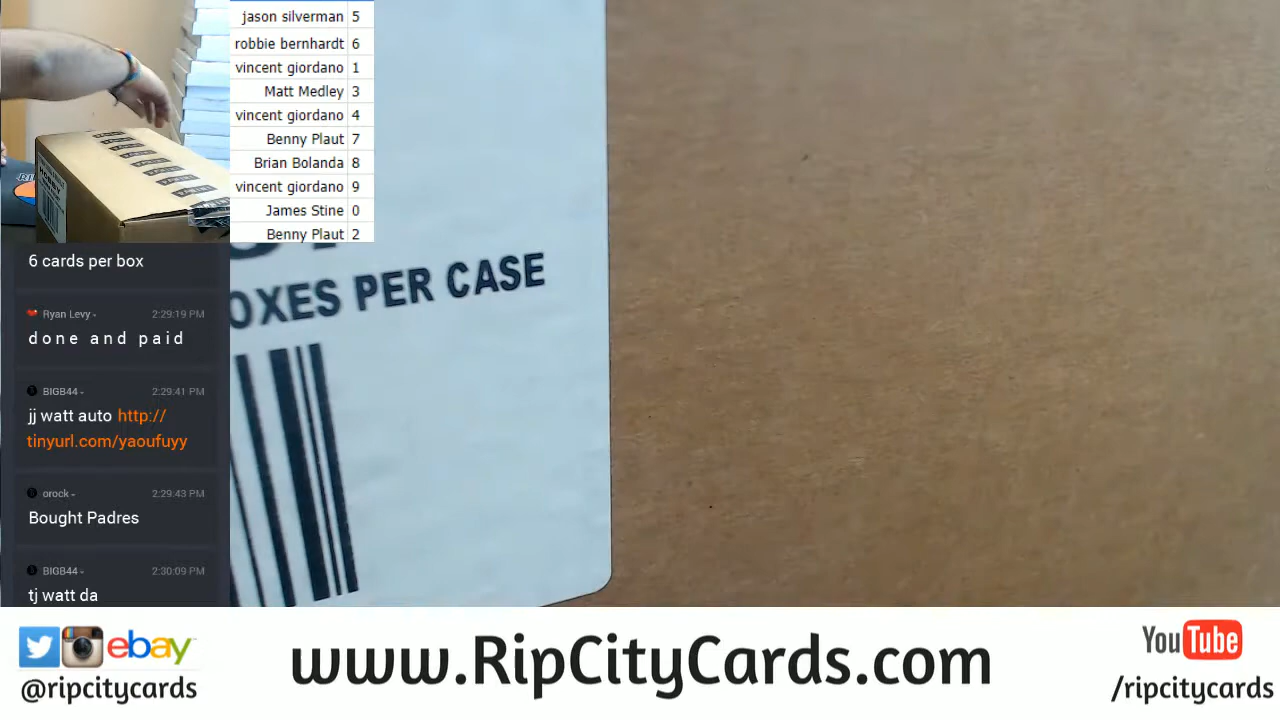 jason silverman 5
robbie bernhardt 6
vincent giordano 1
Matt Medley 3
vincent giordano 4
Benny Plaut 7
Brian Bolanda 8
vincent giordano 9
James Stine 0
Benny Plaut 2
6 cards per box
Ryan Levy 2:29:19 PM
d o n e a n d p a i d
BIGB44 2:29:41 PM
jj watt auto http://
tinyurl.com/yaoufuyy
orock 2:29:43 PM
Bought Padres
BIGB44 2:30:09 PM
tj watt da
OXES PER CASE
ebay
@ripcitycards
www.RipCityCards.com
YouTube
/ripcitycards